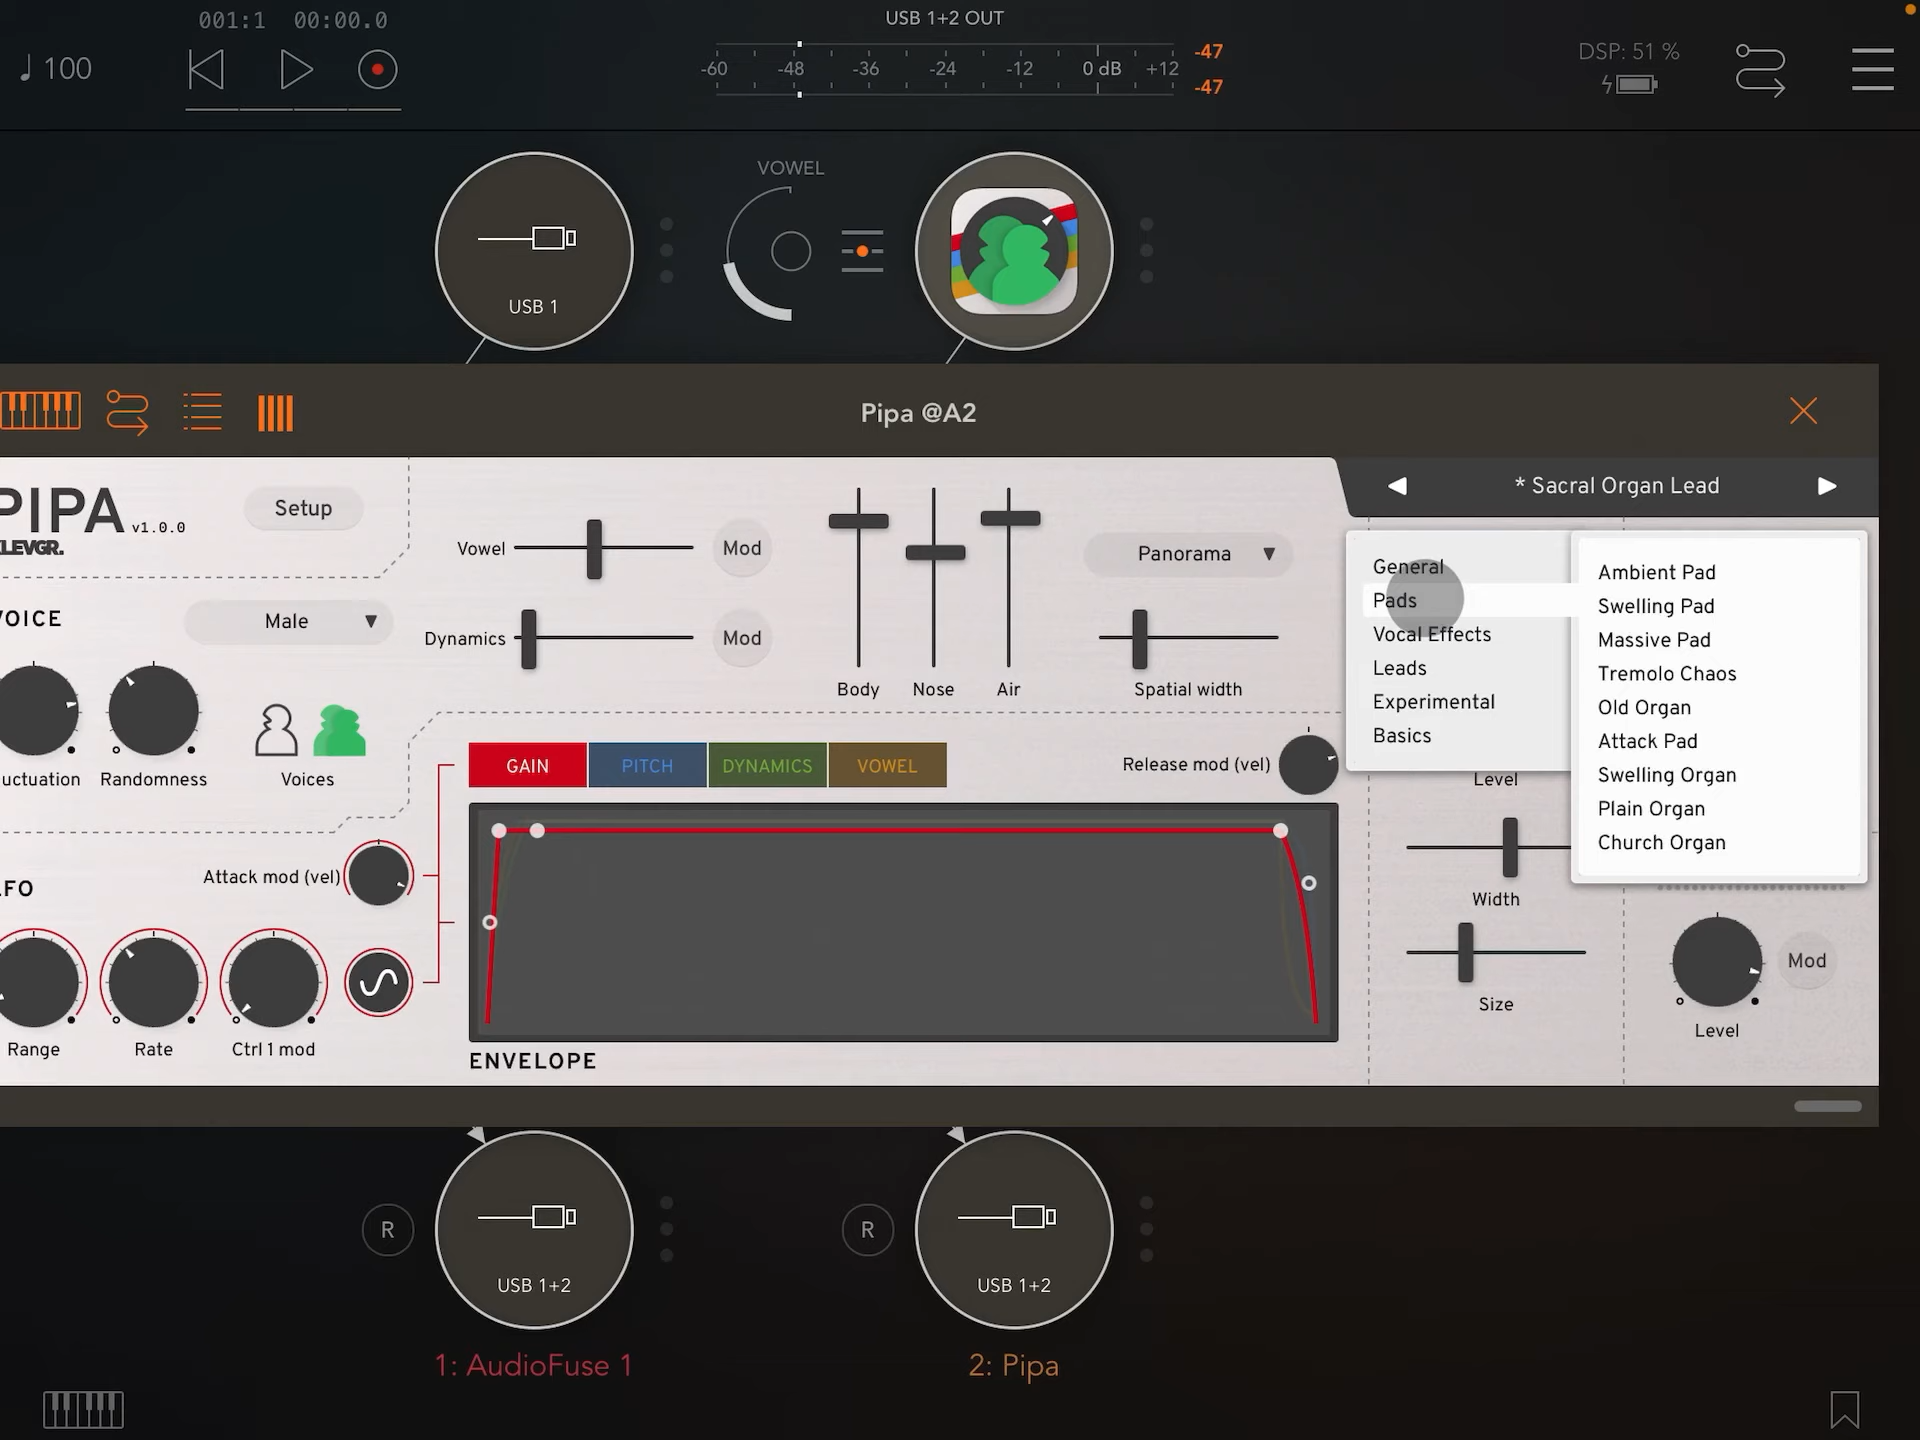 001:1 00:00.0
♩ 100
USB 1+2 OUT
-60 -48 -36 -24 -12 0 dB +12
-47
-47
DSP: 51 %
USB 1
VOWEL
Pipa @A2
PIPA v1.0.0
Setup
Vowel
Mod
Dynamics
Mod
Body
Nose
Air
Panorama
Spatial width
* Sacral Organ Lead
General
Pads
Vocal Effects
Leads
Experimental
Basics
Ambient Pad
Swelling Pad
Massive Pad
Tremolo Chaos
Old Organ
Attack Pad
Swelling Organ
Plain Organ
Church Organ
VOICE
Male
uctuation
Randomness
Voices
GAIN
PITCH
DYNAMICS
VOWEL
Release mod (vel)
Attack mod (vel)
FO
Range
Rate
Ctrl 1 mod
ENVELOPE
Level
Width
Size
Mod
Level
R
USB 1+2
R
USB 1+2
1: AudioFuse 1
2: Pipa